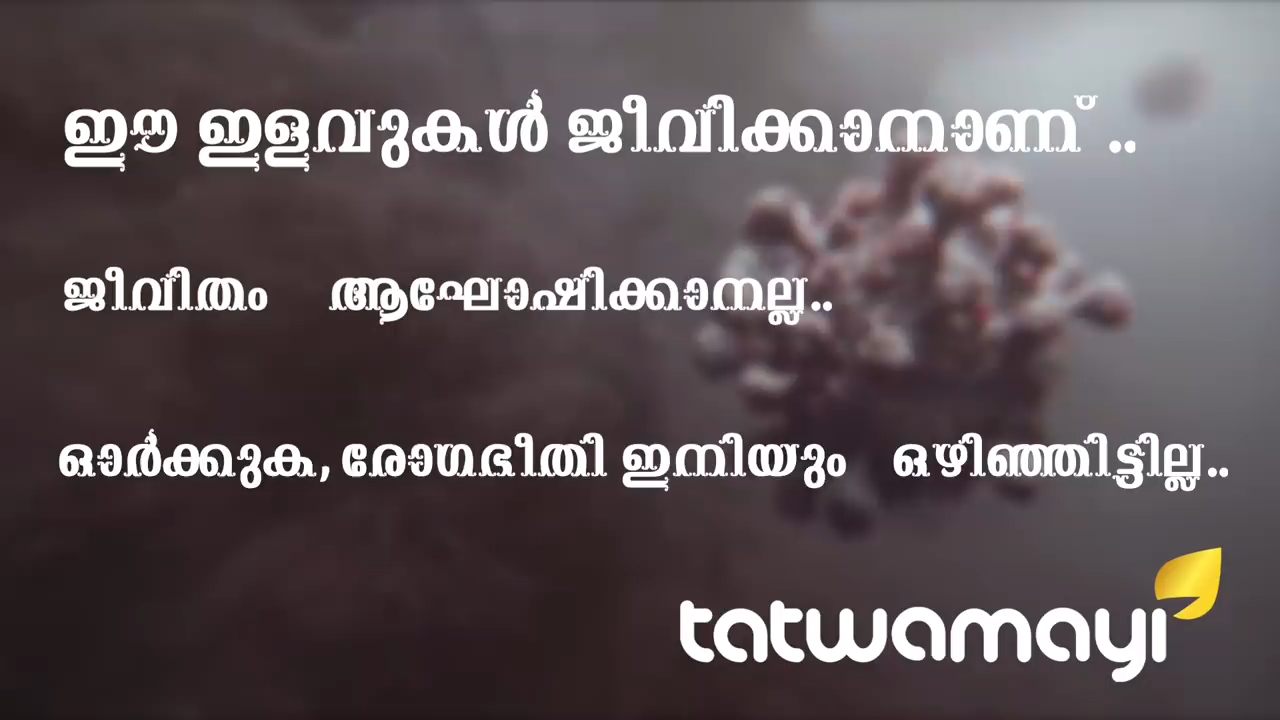 ഈ ഇളവുകൾ ജീവിക്കാനാണ് ..
ജീവിതം ആഘോഷിക്കാനല്ല..
ഓർക്കുക, രോഗഭീതി ഇനിയും ഒഴിഞ്ഞിട്ടില്ല..
tatwamayi